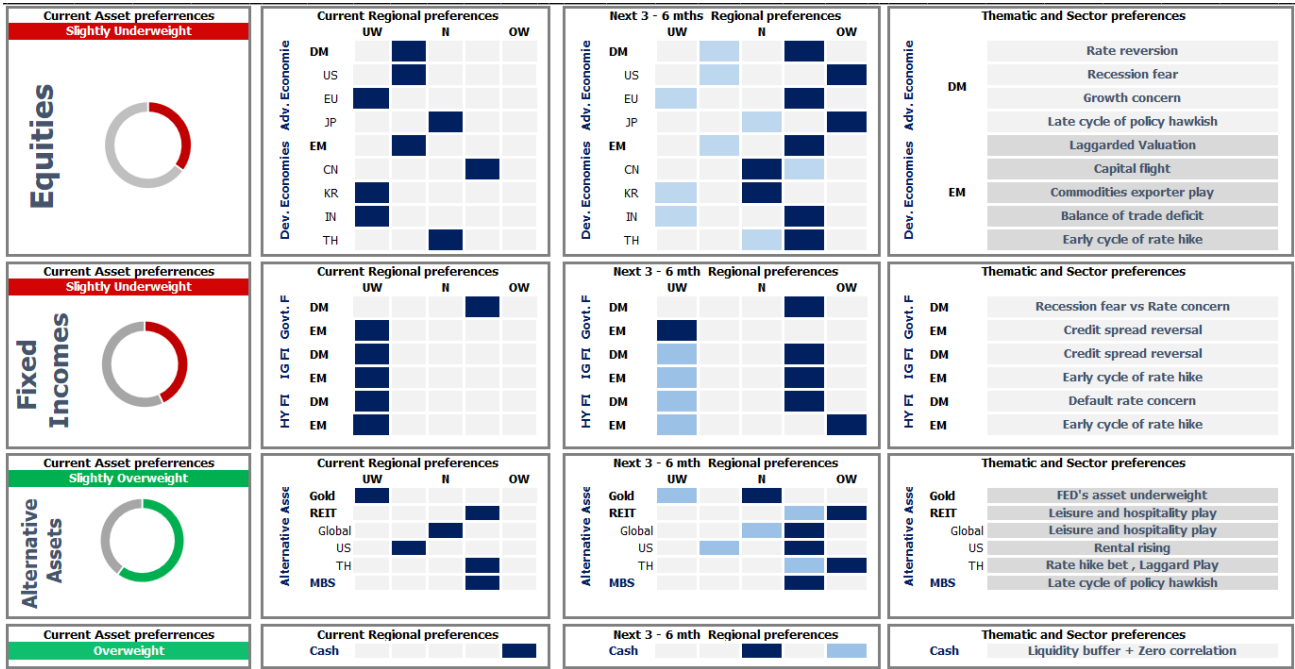 Current Asset preferrences
Slightly Underweight
Equities
Current Regional preferences
UW N OW
Adv. Economie
DM
US
EU
JP
Dev. Economies
EM
CN
KR
IN
TH
Next 3 - 6 mths Regional preferences
UW N OW
Adv. Economie
DM
US
EU
JP
Dev. Economies
EM
CN
KR
IN
TH
Thematic and Sector preferences
Adv. Economie
DM
Rate reversion
Recession fear
Growth concern
Late cycle of policy hawkish
Dev. Economies
EM
Laggarded Valuation
Capital flight
Commodities exporter play
Balance of trade deficit
Early cycle of rate hike
Current Asset preferrences
Slightly Underweight
Fixed
Incomes
Current Regional preferences
UW N OW
Govt. F
DM
EM
IG FI
DM
EM
HY FI
DM
EM
Next 3 - 6 mth Regional preferences
UW N OW
Govt. F
DM
EM
IG FI
DM
EM
HY FI
DM
EM
Thematic and Sector preferences
Govt. F
DM Recession fear vs Rate concern
EM Credit spread reversal
IG FI
DM Credit spread reversal
EM Early cycle of rate hike
HY FI
DM Default rate concern
EM Early cycle of rate hike
Current Asset preferrences
Slightly Overweight
Alternative
Assets
Current Regional preferences
UW N OW
Alternative Asse
Gold
REIT
Global
US
TH
MBS
Next 3 - 6 mth Regional preferences
UW N OW
Alternative Asse
Gold
REIT
Global
US
TH
MBS
Thematic and Sector preferences
Alternative Asse
Gold FED's asset underweight
REIT Leisure and hospitality play
Global Leisure and hospitality play
US Rental rising
TH Rate hike bet , Laggard Play
MBS Late cycle of policy hawkish
Current Asset preferrences
Overweight
Current Regional preferences
Cash
Next 3 - 6 mth Regional preferences
Cash
Thematic and Sector preferences
Cash Liquidity buffer + Zero correlation